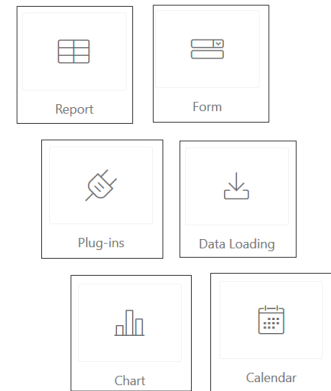 Report
Form
Plug-ins
Data Loading
Chart
Calendar